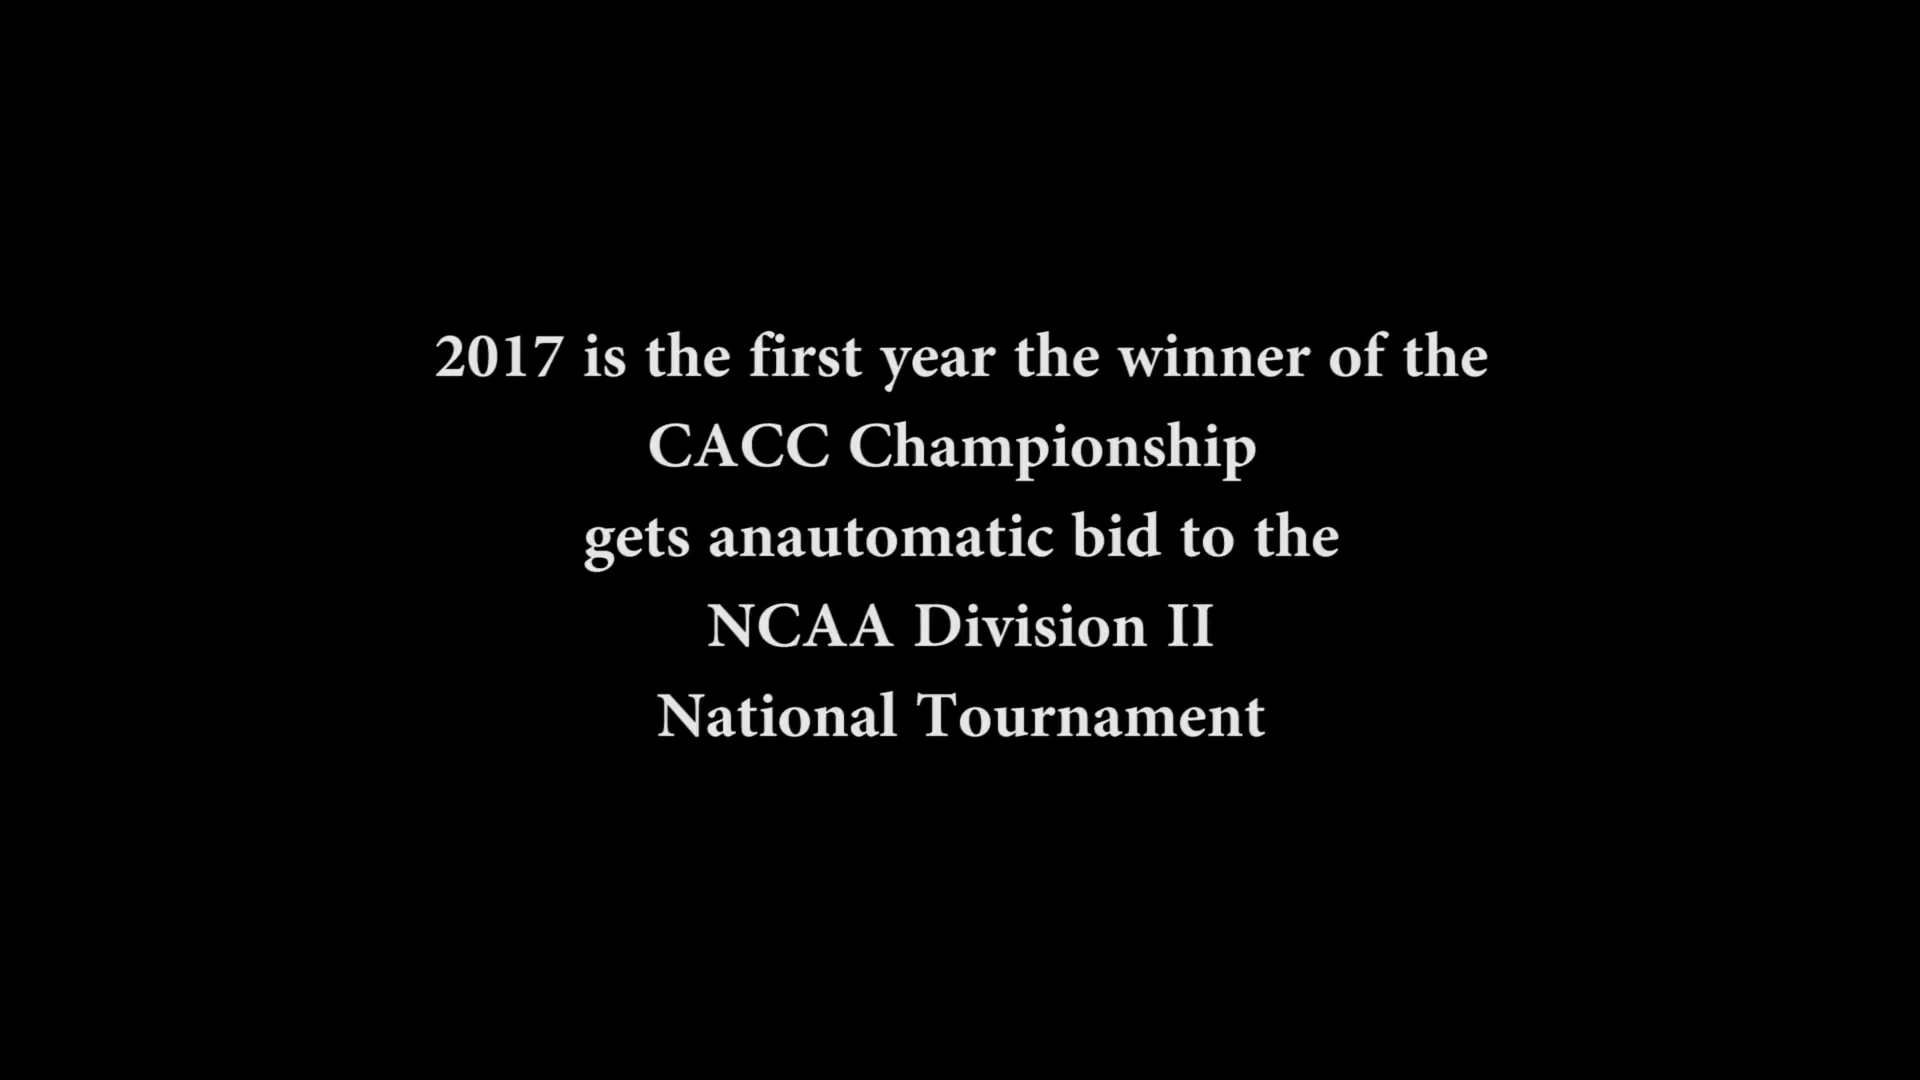 2017 is the first year the winner of the
CACC Championship
gets anautomatic bid to the
NCAA Division II
National Tournament